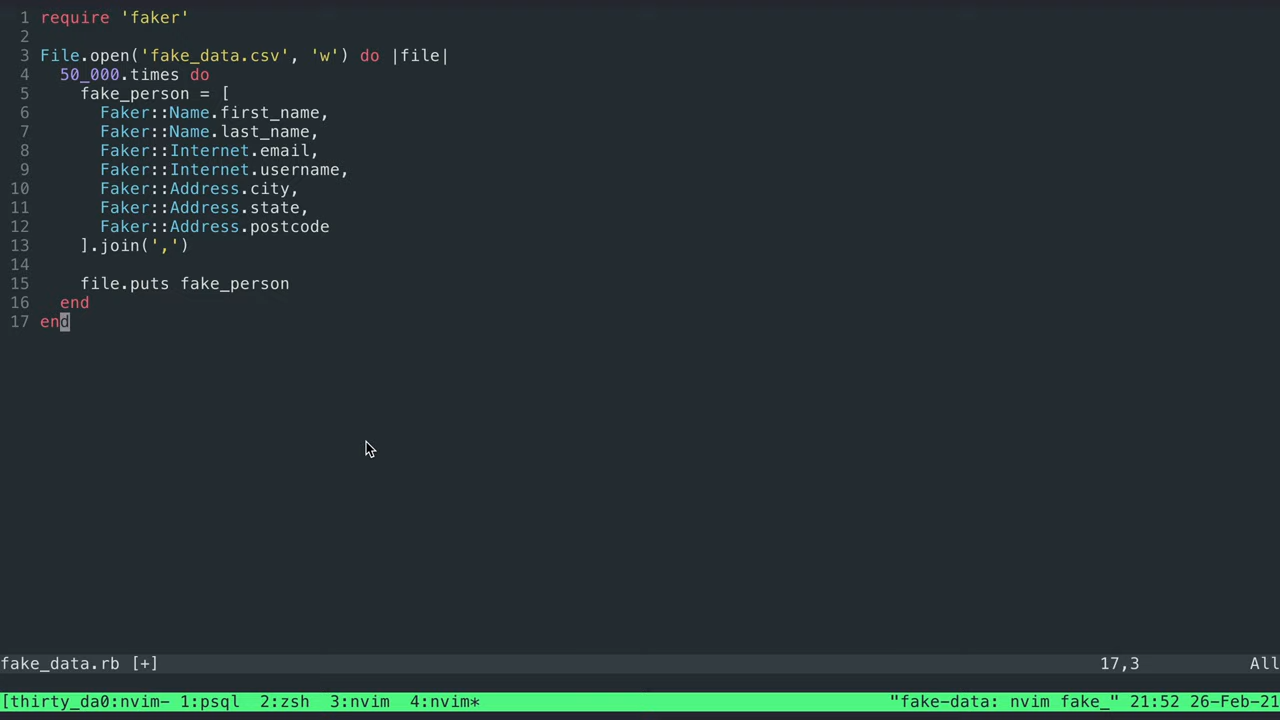 1 require 'faker'
2
3 File.open('fake_data.csv', 'w') do |file|
4   50_000.times do
5     fake_person = [
6       Faker::Name.first_name,
7       Faker::Name.last_name,
8       Faker::Internet.email,
9       Faker::Internet.username,
10       Faker::Address.city,
11       Faker::Address.state,
12       Faker::Address.postcode
13     ].join(',')
14
15     file.puts fake_person
16   end
17 end
fake_data.rb [+] 17,3 All
[thirty_da0:nvim- 1:psql 2:zsh 3:nvim 4:nvim* "fake-data: nvim fake_" 21:52 26-Feb-21